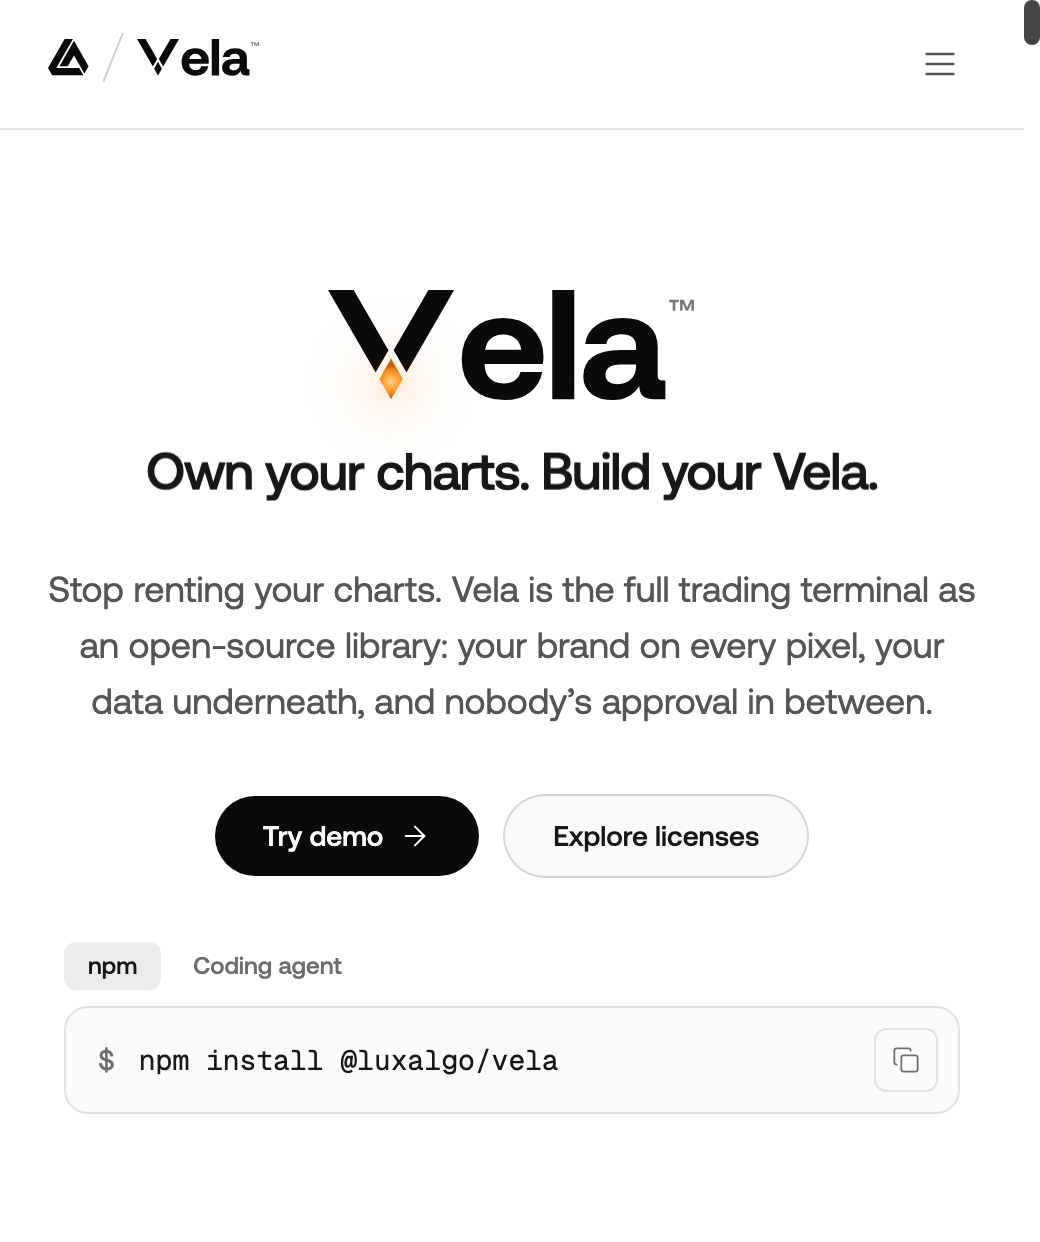 Vela™
Vela™
Own your charts. Build your Vela.
Stop renting your charts. Vela is the full trading terminal as
an open-source library: your brand on every pixel, your
data underneath, and nobody’s approval in between.
Try demo →
Explore licenses
npm
Coding agent
$ npm install @luxalgo/vela